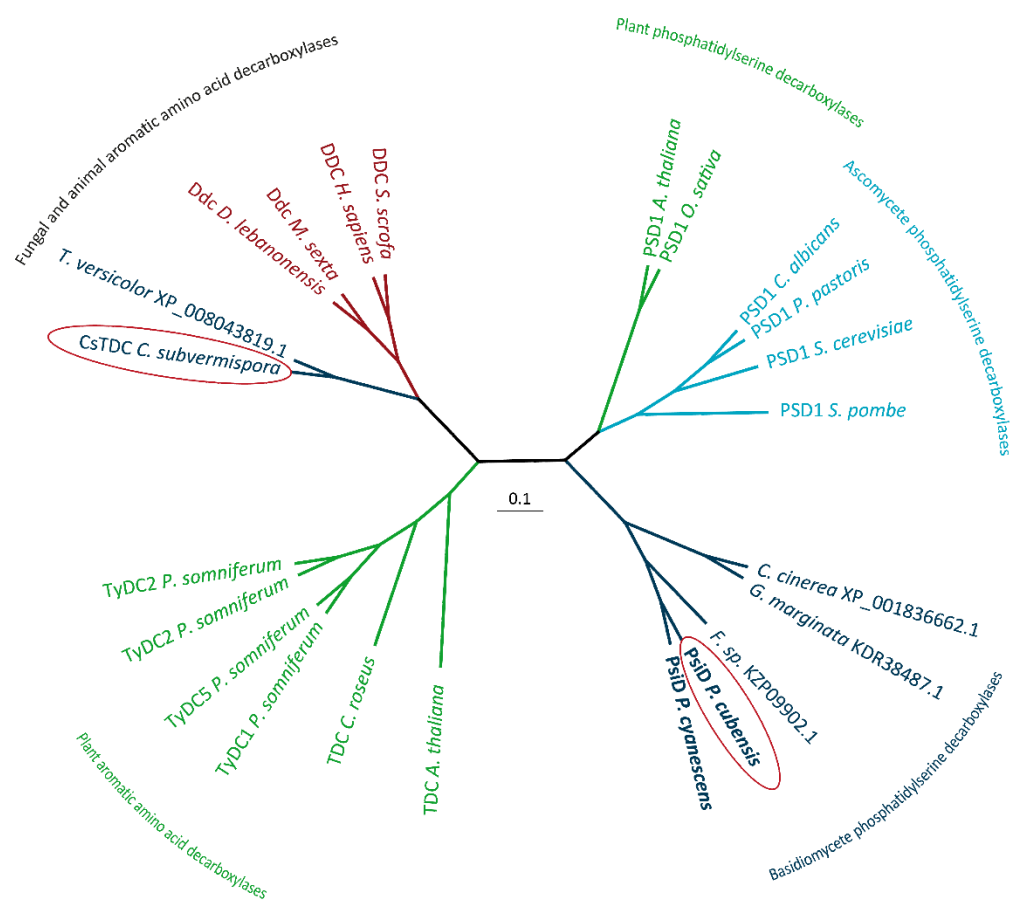 Fungal and animal aromatic amino acid decarboxylases
T. versicolor XP_008043819.1
CsTDC C. subvermispora
Ddc D. lebanonensis
Ddc M. sexta
DDC H. sapiens
DDC S. scrofa
Plant phosphatidylserine decarboxylases
PSD1 A. thaliana
PSD1 O. sativa
Ascomycete phosphatidylserine decarboxylases
PSD1 C. albicans
PSD1 P. pastoris
PSD1 S. cerevisiae
PSD1 S. pombe
0.1
TyDC2 P. somniferum
TyDC2 P. somniferum
TyDC5 P. somniferum
TyDC1 P. somniferum
TDC C. roseus
TDC A. thaliana
Plant aromatic amino acid decarboxylases
C. cinerea XP_001836662.1
G. marginata KDR38487.1
F. sp. KZP09902.1
PsiD P. cubensis
PsiD P. cyanescens
Basidiomycete phosphatidylserine decarboxylases